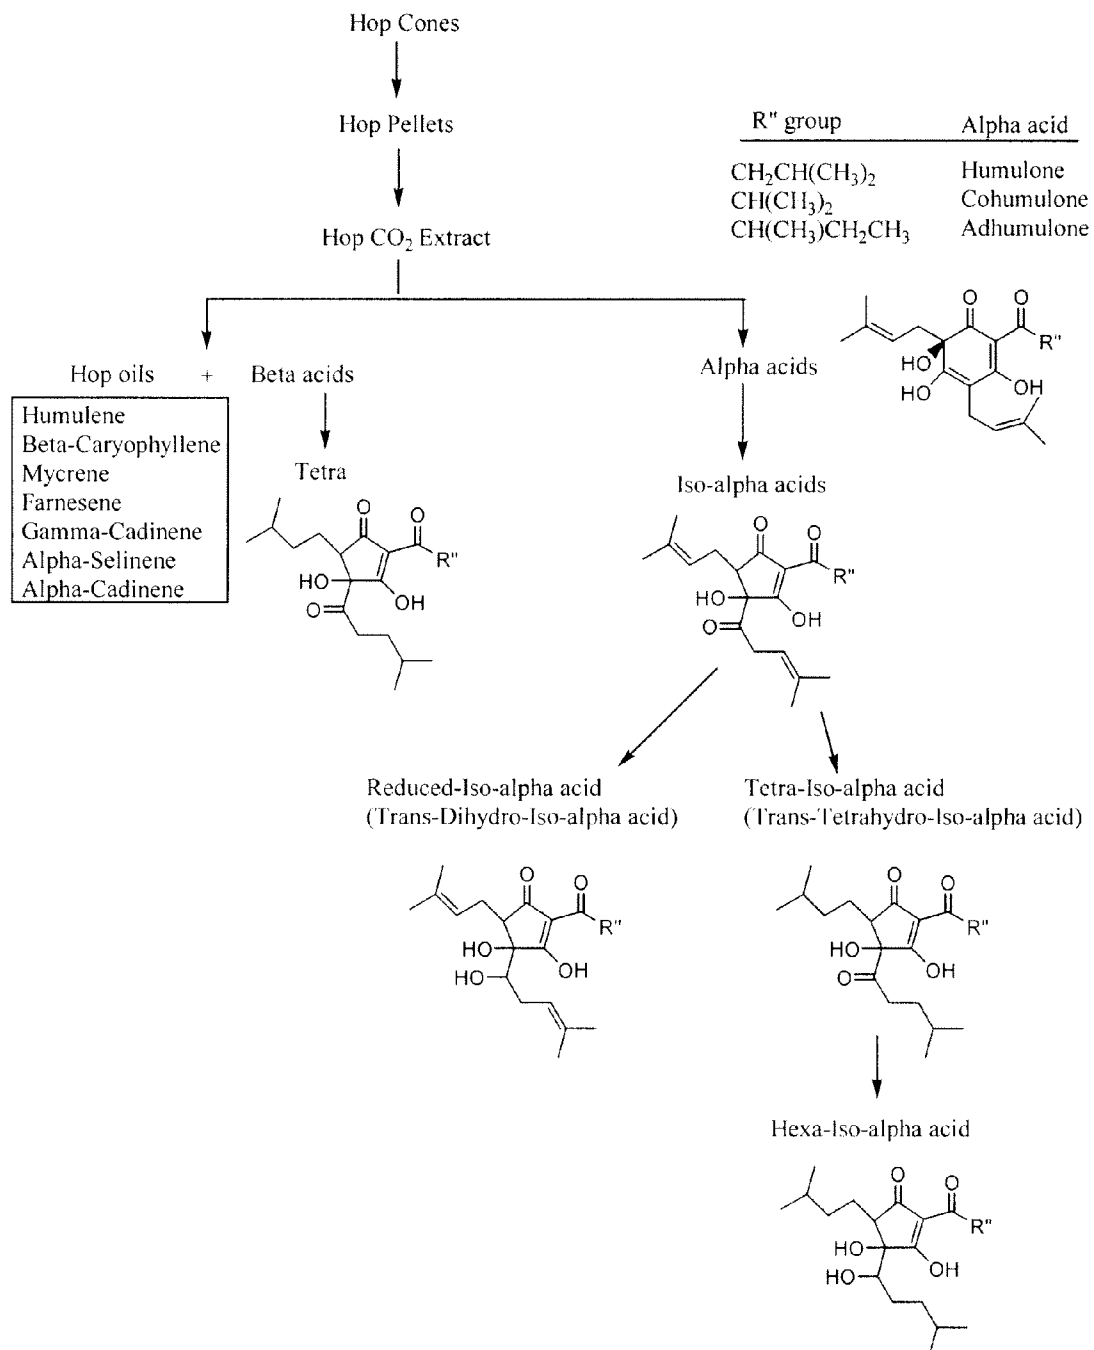 Hop Cones
Hop Pellets
R" group Alpha acid
CH2CH(CH3)2 Humulone
CH(CH3)2 Cohumulone
CH(CH3)CH2CH3 Adhumulone
Hop CO2 Extract
Hop oils + Beta acids
Humulene
Beta-Caryophyllene
Mycrene
Farnesene
Gamma-Cadinene
Alpha-Selinene
Alpha-Cadinene
Tetra
O
O
R"
HO
OH
O
Alpha acids
O
O
R"
HO
HO
OH
Iso-alpha acids
O
O
R"
HO
OH
O
Reduced-Iso-alpha acid
(Trans-Dihydro-Iso-alpha acid)
O
O
R"
HO
OH
HO
Tetra-Iso-alpha acid
(Trans-Tetrahydro-Iso-alpha acid)
O
O
R"
HO
OH
O
Hexa-Iso-alpha acid
O
O
R"
HO
OH
HO